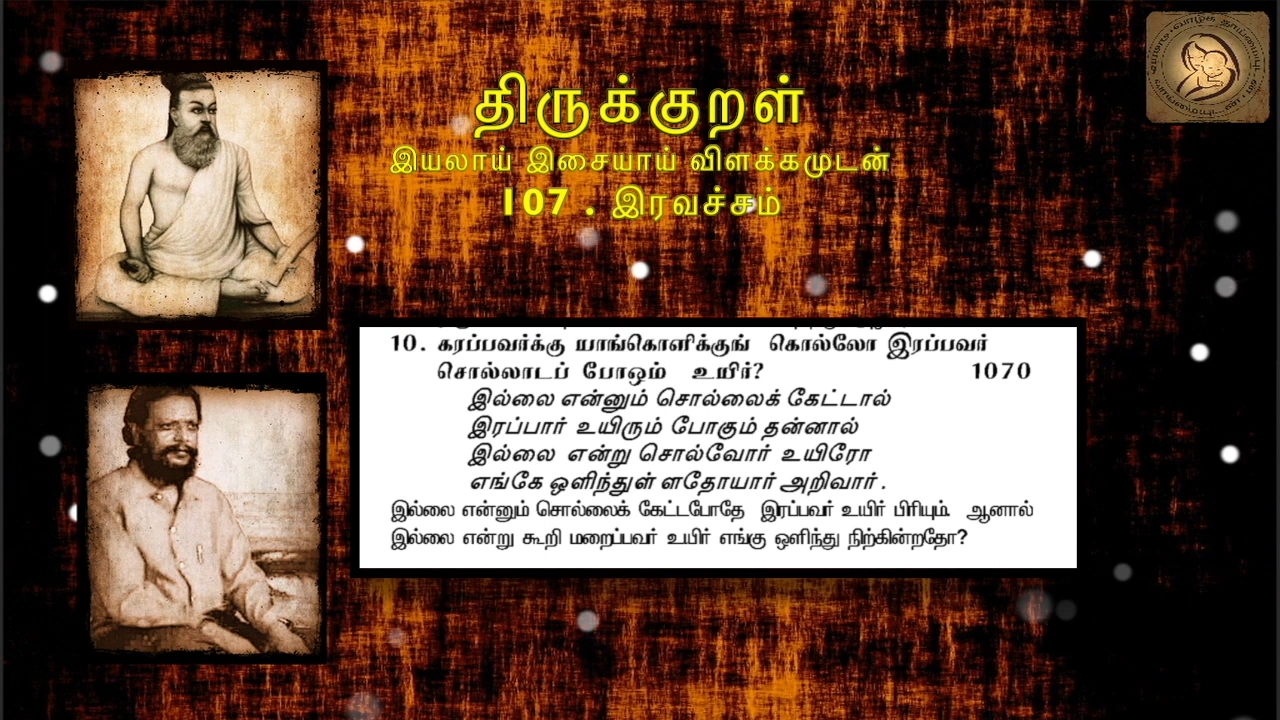 திருக்குறள்
இயலாய் இசையாய் விளக்கமுடன்
107 . இரவச்சம்
10. கரப்பவர்க்கு யாங்கொளிக்குங் கொல்லோ இரப்பவர்
சொல்லாடப் போஒம் உயிர்? 1070
இல்லை என்னும் சொல்லைக் கேட்டால்
இரப்பார் உயிரும் போகும் தன்னால்
இல்லை என்று சொல்வோர் உயிரோ
எங்கே ஒளிந்துள் ளதோயார் அறிவார் .
இல்லை என்னும் சொல்லைக் கேட்டபோதே இரப்பவர் உயிர் பிரியும். ஆனால்
இல்லை என்று கூறி மறைப்பவர் உயிர் எங்கு ஒளிந்து நிற்கின்றதோ?